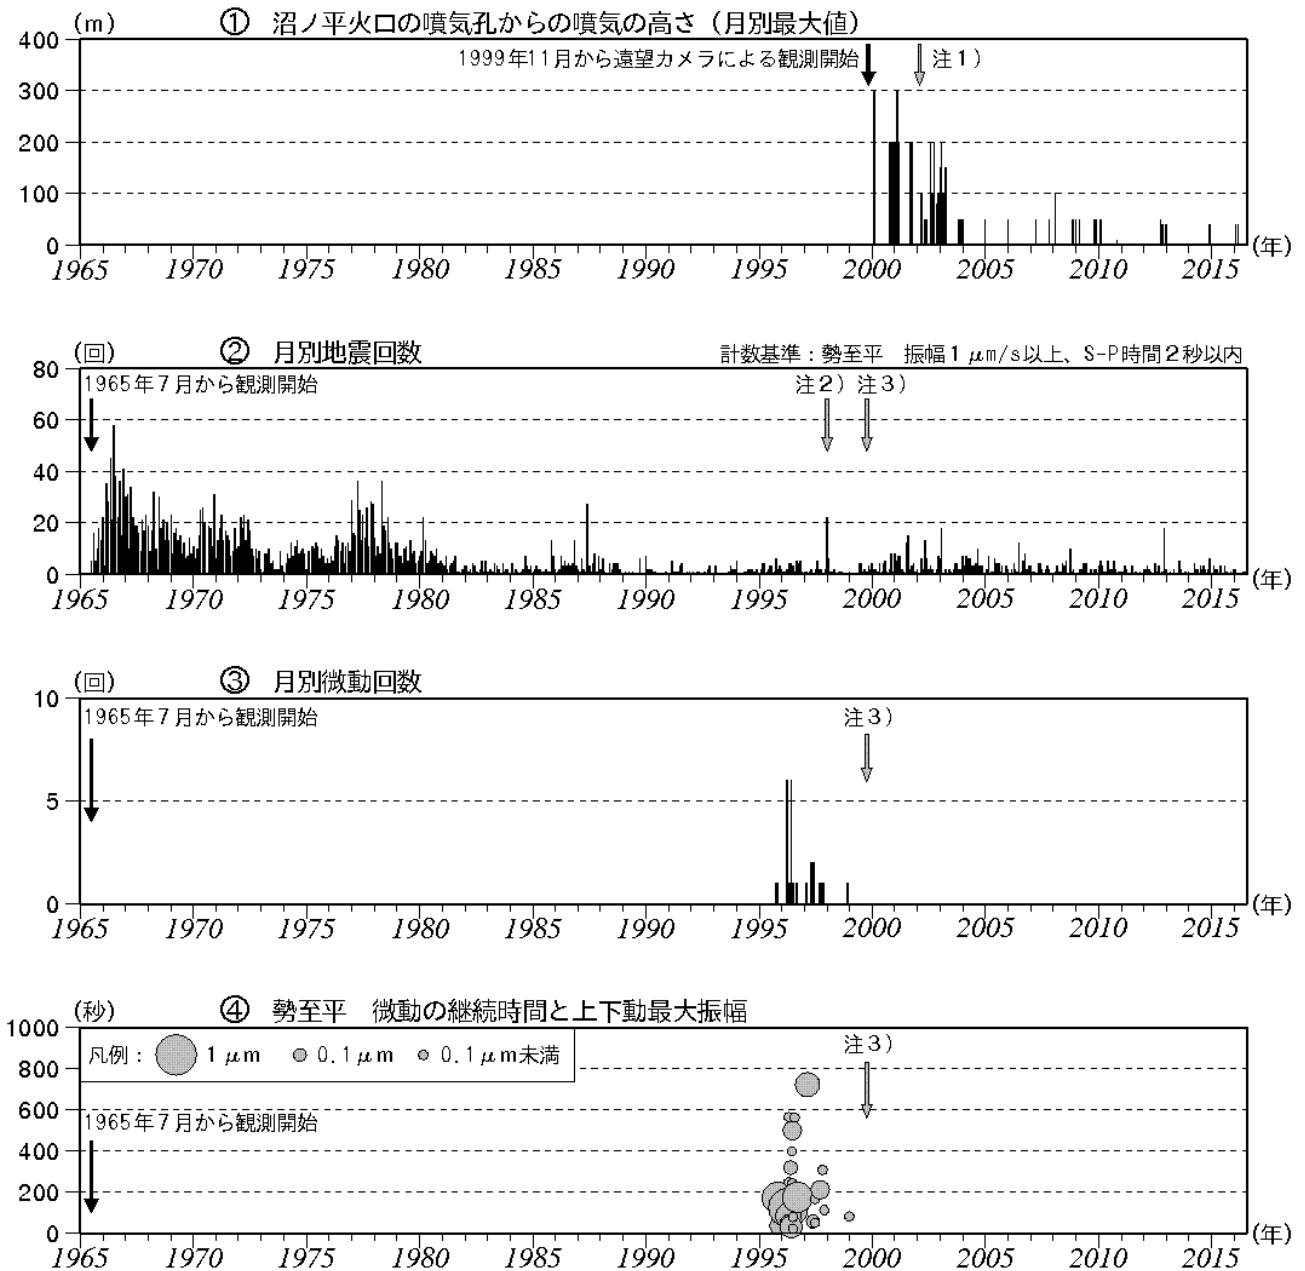 (m) ① 沼ノ平火口の噴気孔からの噴気の高さ（月別最大値）
400
1999年11月から遠望カメラによる観測開始 注1)
300
200
100
0
1965 1970 1975 1980 1985 1990 1995 2000 2005 2010 2015 (年)
(回) ② 月別地震回数 計数基準：勢至平 振幅1μm/s以上、S-P時間2秒以内
80
1965年7月から観測開始 注2) 注3)
60
40
20
0
1965 1970 1975 1980 1985 1990 1995 2000 2005 2010 2015 (年)
(回) ③ 月別微動回数
10
1965年7月から観測開始 注3)
5
0
1965 1970 1975 1980 1985 1990 1995 2000 2005 2010 2015 (年)
(秒) ④ 勢至平 微動の継続時間と上下動最大振幅
1000
凡例： 1μm 0.1μm 0.1μm未満 注3)
800
600
1965年7月から観測開始
400
200
0
1965 1970 1975 1980 1985 1990 1995 2000 2005 2010 2015 (年)